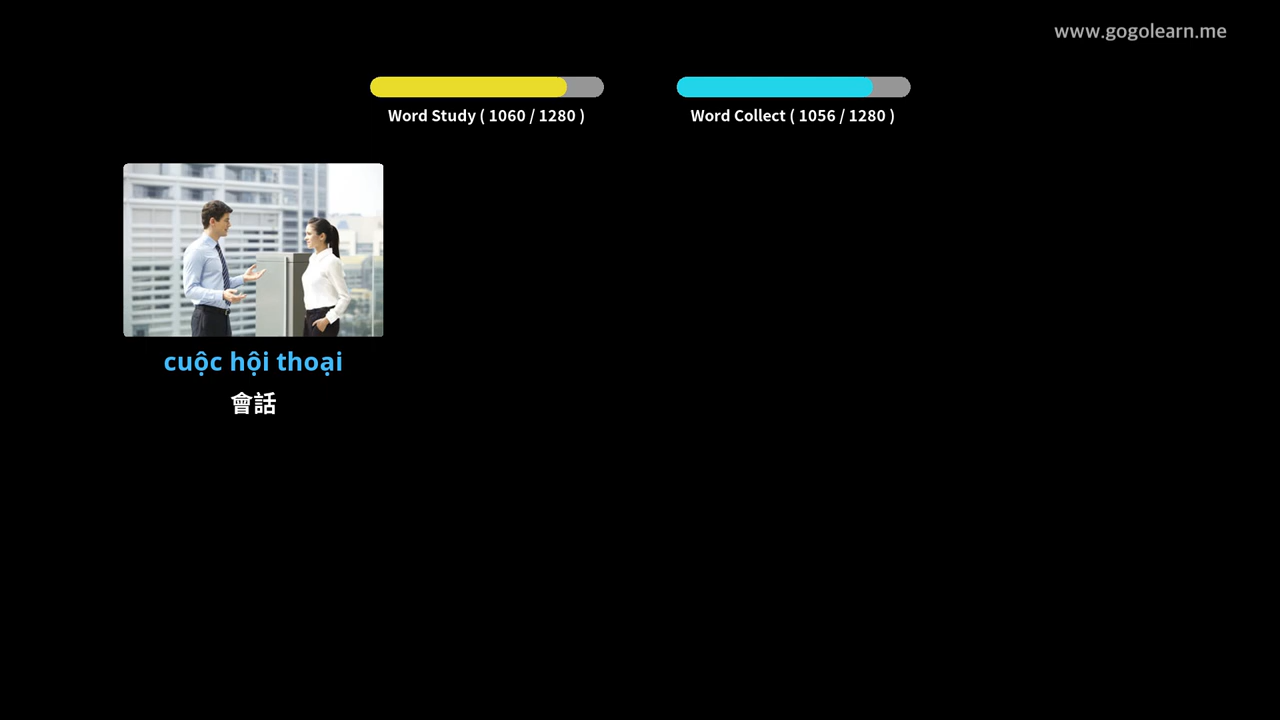 www.gogolearn.me
Word Study ( 1060 / 1280 )
Word Collect ( 1056 / 1280 )
cuộc hội thoại
會話